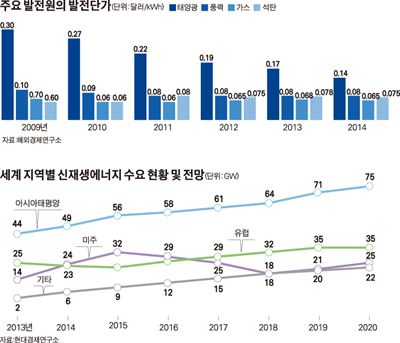 주요 발전원의 발전단가(단위:달러/kWh)
태양광 풍력 가스 석탄
0.30 0.10 0.70 0.60
0.27 0.09 0.06 0.06
0.22 0.08 0.06 0.08
0.19 0.08 0.065 0.075
0.17 0.08 0.068 0.078
0.14 0.08 0.065 0.075
2009년 2010 2011 2012 2013 2014
자료:해외경제연구소
세계 지역별 신재생에너지 수요 현황 및 전망(단위:GW)
아시아태평양
44 49 56 58 61 64 71 75
미주
유럽
25 24 32 29 29 32 35 35
14 23 25 18 21 25
기타
2 6 9 12 15 18 20 22
2013년 2014 2015 2016 2017 2018 2019 2020
자료:현대경제연구소